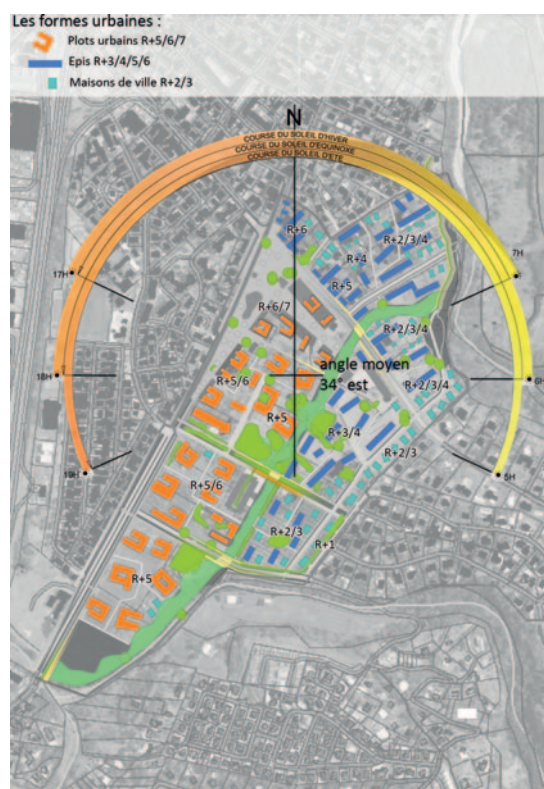 Les formes urbaines :
Plots urbains R+5/6/7
Epis R+3/4/5/6
Maisons de ville R+2/3
N
COURSE DU SOLEIL D'HIVER
COURSE DU SOLEIL D'EQUINOXE
COURSE DU SOLEIL D'ETE
R+6
R+2/3/4
R+4
7H
17H
R+5
R+6/7
R+2/3/4
angle moyen
34° est
18H
R+5/6
R+2/3/4
6H
R+5
R+3/4
R+2/3
19H
5H
R+5/6
R+2/3
R+1
R+5